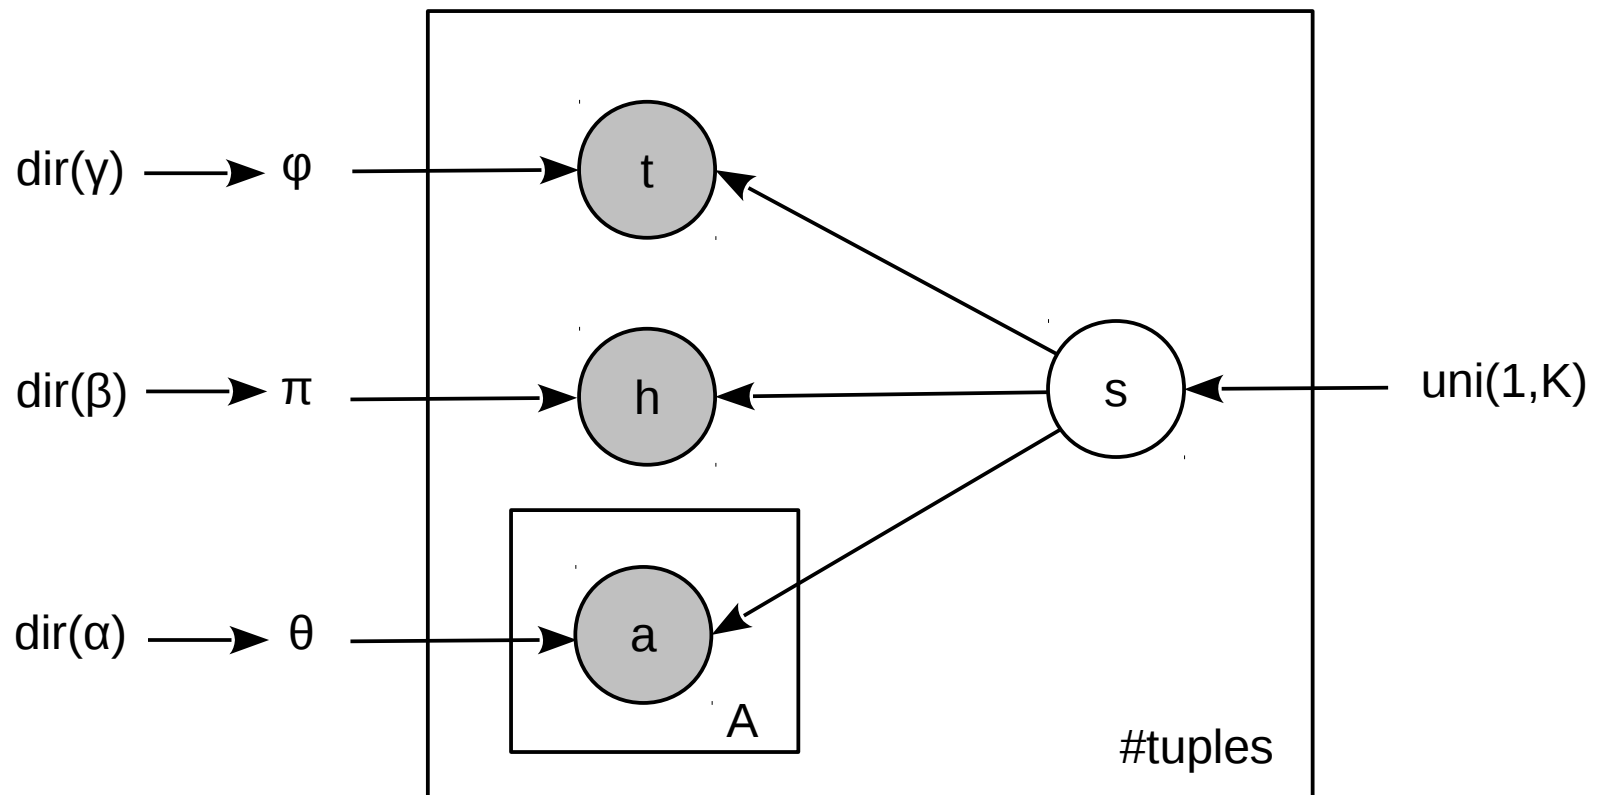 dir(γ) φ t
dir(β) π h s uni(1,K)
dir(α) θ a
A
#tuples